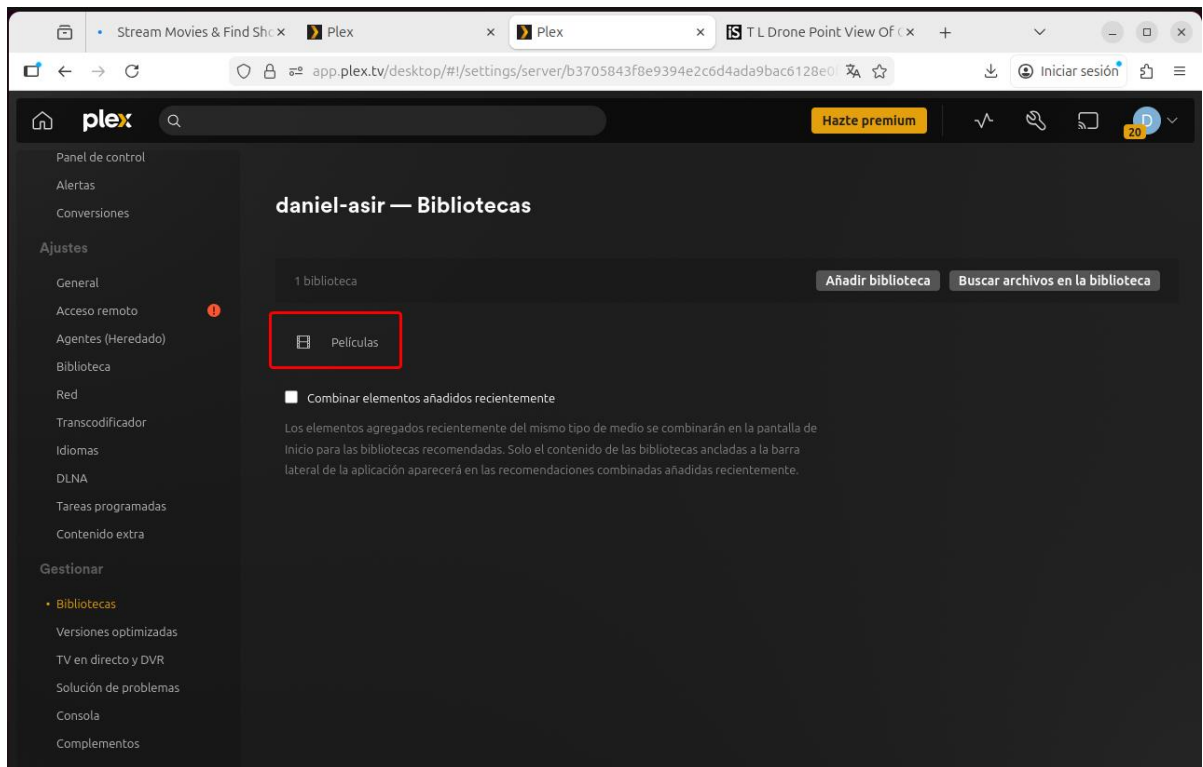 Stream Movies & Find Sho
Plex
Plex
iS T L Drone Point View Of
app.plex.tv/desktop/#!/settings/server/b3705843f8e9394e2c6d4ada9bac6128e0
Iniciar sesión
plex
Hazte premium
D
20
Panel de control
Alertas
Conversiones
Ajustes
General
Acceso remoto
!
Agentes (Heredado)
Biblioteca
Red
Transcodificador
Idiomas
DLNA
Tareas programadas
Contenido extra
Gestionar
• Bibliotecas
Versiones optimizadas
TV en directo y DVR
Solución de problemas
Consola
Complementos
daniel-asir — Bibliotecas
1 biblioteca
Añadir biblioteca
Buscar archivos en la biblioteca
Películas
Combinar elementos añadidos recientemente
Los elementos agregados recientemente del mismo tipo de medio se combinarán en la pantalla de
Inicio para las bibliotecas recomendadas. Solo el contenido de las bibliotecas ancladas a la barra
lateral de la aplicación aparecerá en las recomendaciones combinadas añadidas recientemente.